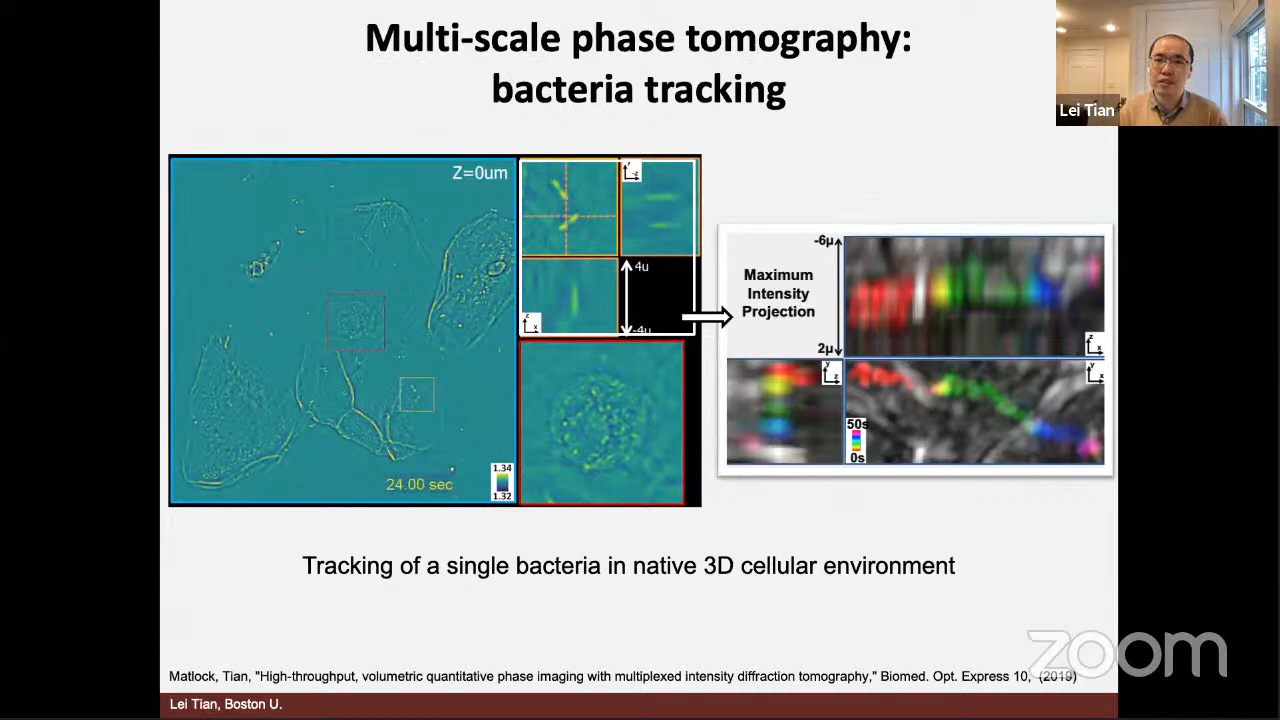 Multi-scale phase tomography:
bacteria tracking
Lei Tian
Z=0um
4u
-4u
24.00 sec
1.34
1.32
Maximum
Intensity
Projection
-6μ
2μ
50s
0s
Tracking of a single bacteria in native 3D cellular environment
zoom
Matlock, Tian, "High-throughput, volumetric quantitative phase imaging with multiplexed intensity diffraction tomography," Biomed. Opt. Express 10, (2019)
Lei Tian, Boston U.